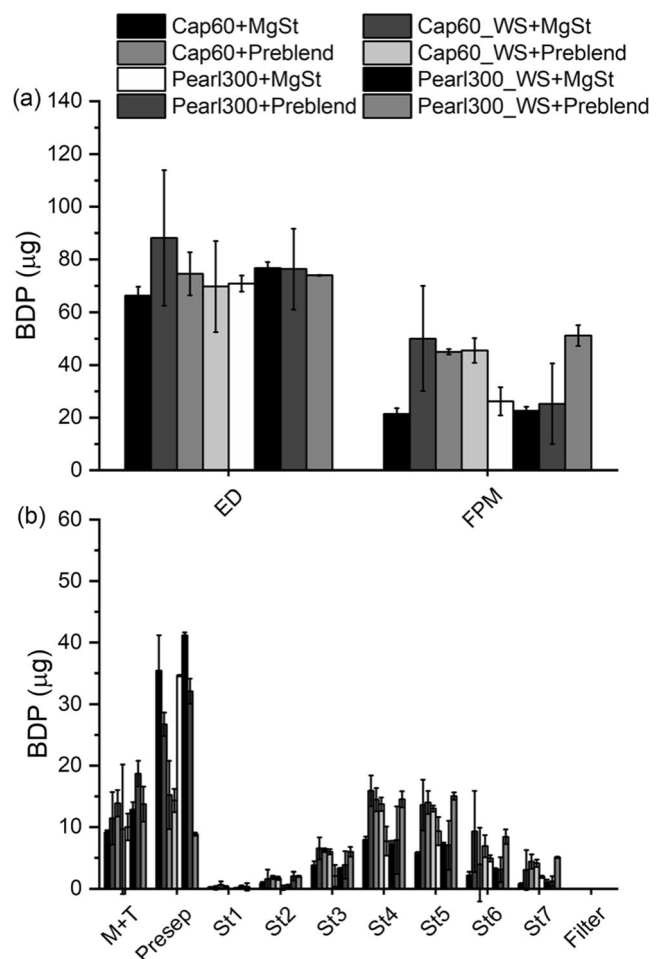 Cap60+MgSt Cap60_WS+MgSt
Cap60+Preblend Cap60_WS+Preblend
Pearl300+MgSt Pearl300_WS+MgSt
Pearl300+Preblend Pearl300_WS+Preblend
(a)
140
120
100
80
60
40
20
0
BDP (μg)
ED FPM
(b)
60
50
40
30
20
10
0
BDP (μg)
M+T Presep St1 St2 St3 St4 St5 St6 St7 Filter